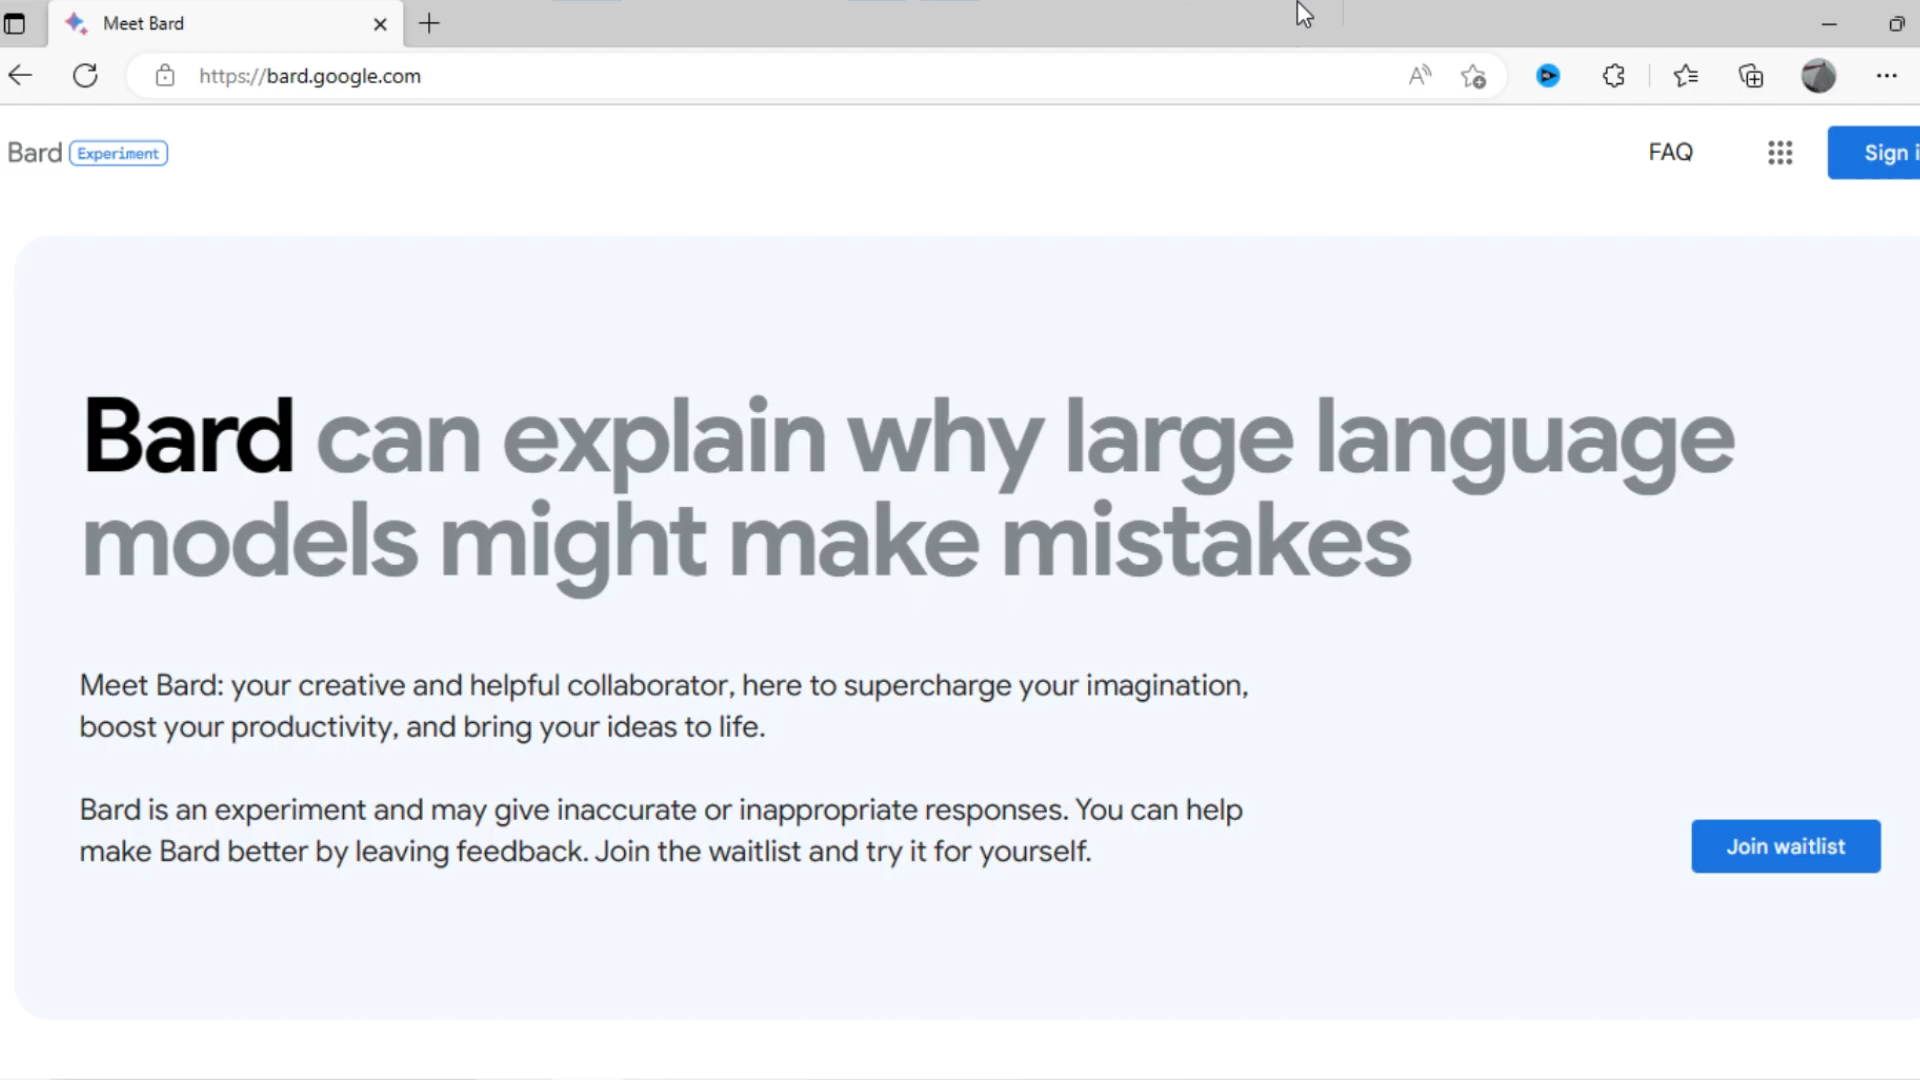 Meet Bard
https://bard.google.com
Bard Experiment
FAQ
Sign i
Bard can explain why large language
models might make mistakes
Meet Bard: your creative and helpful collaborator, here to supercharge your imagination,
boost your productivity, and bring your ideas to life.
Bard is an experiment and may give inaccurate or inappropriate responses. You can help
make Bard better by leaving feedback. Join the waitlist and try it for yourself.
Join waitlist